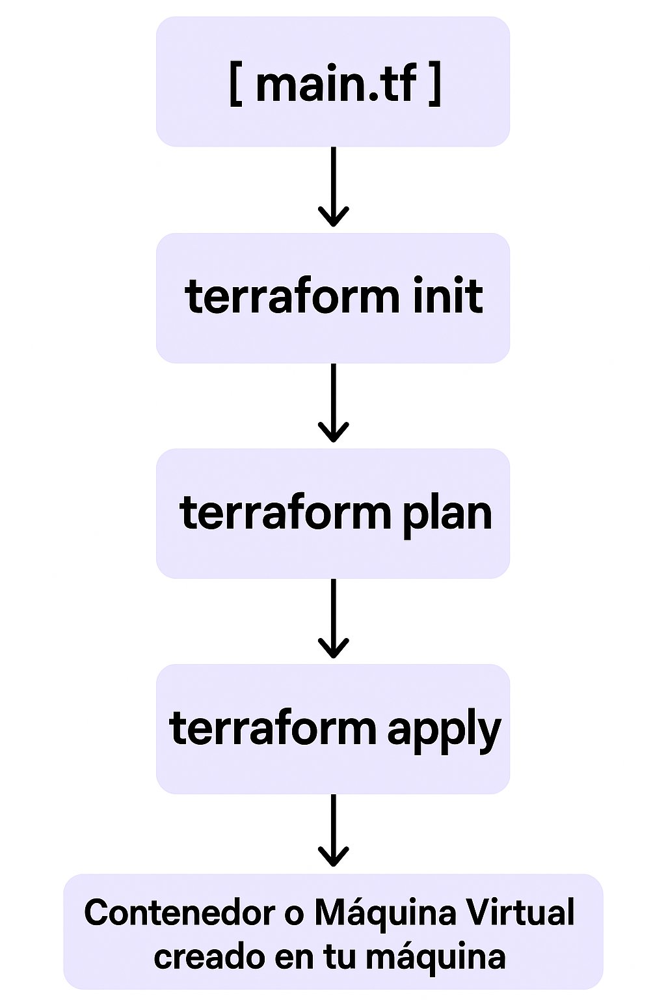 [ main.tf ]
terraform init
terraform plan
terraform apply
Contenedor o Máquina Virtual
creado en tu máquina